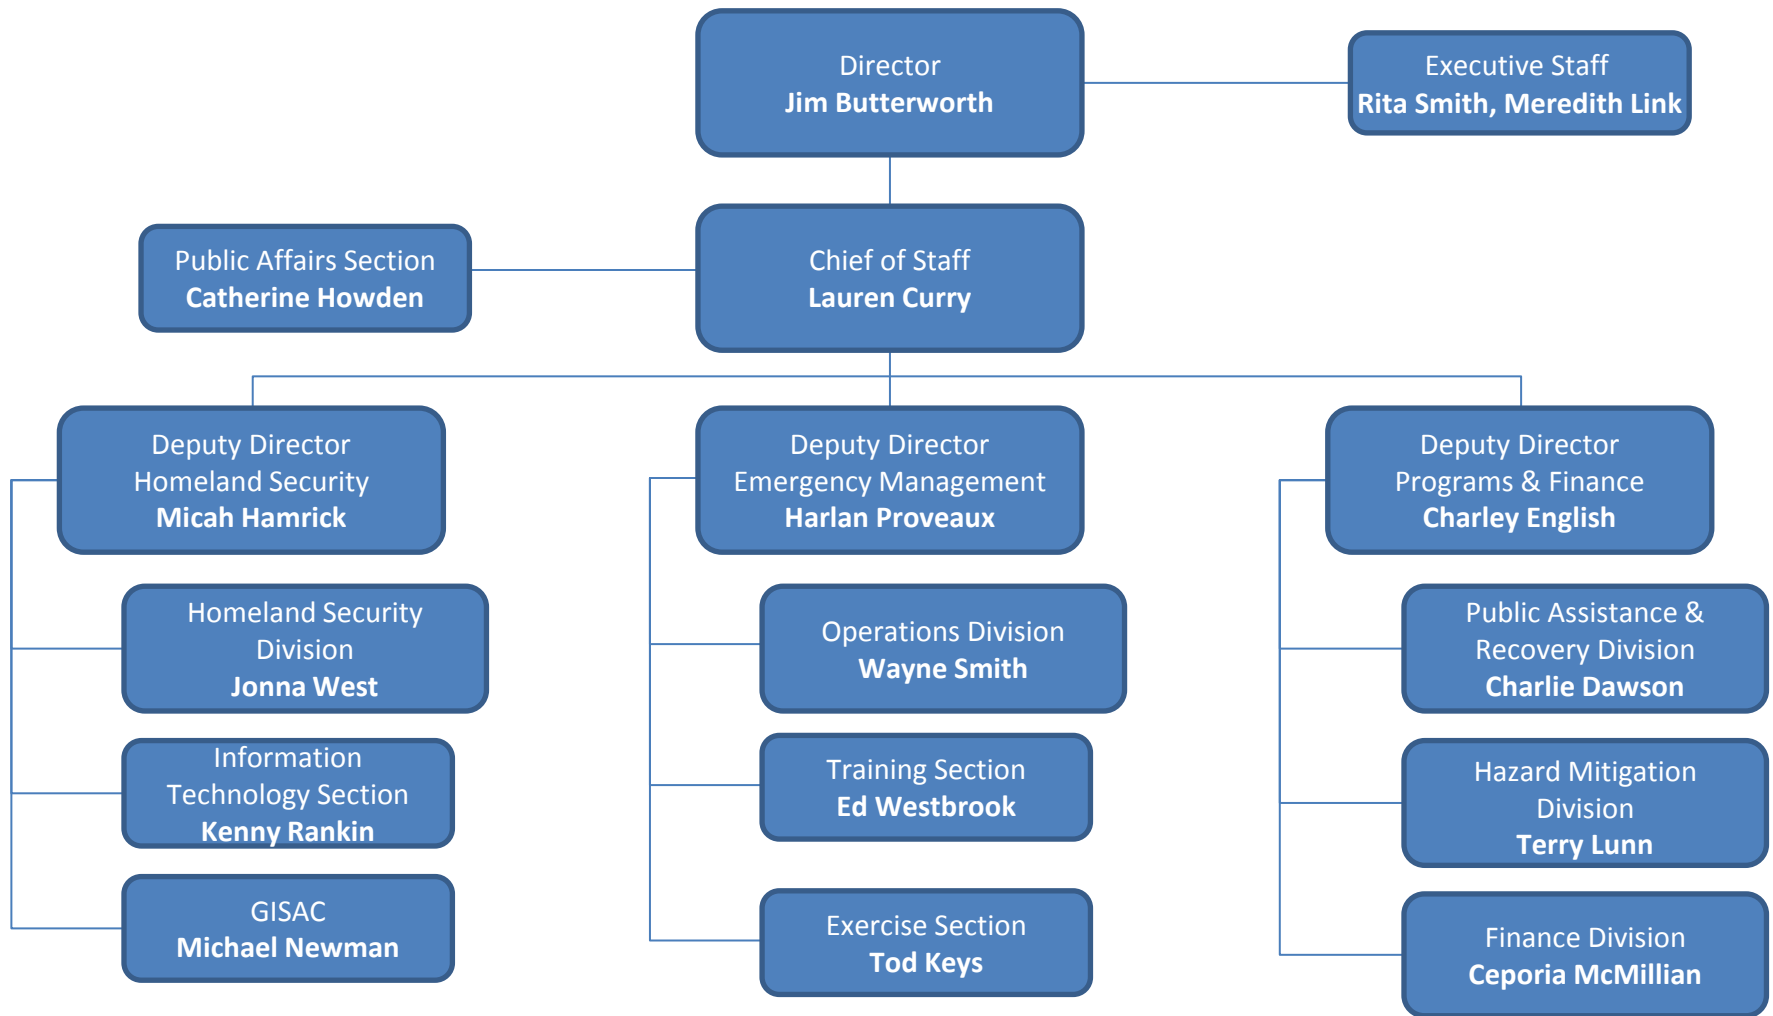 Director
Jim Butterworth
Executive Staff
Rita Smith, Meredith Link
Public Affairs Section
Catherine Howden
Chief of Staff
Lauren Curry
Deputy Director
Homeland Security
Micah Hamrick
Deputy Director
Emergency Management
Harlan Proveaux
Deputy Director
Programs & Finance
Charley English
Homeland Security
Division
Jonna West
Operations Division
Wayne Smith
Public Assistance &
Recovery Division
Charlie Dawson
Information
Technology Section
Kenny Rankin
Training Section
Ed Westbrook
Hazard Mitigation
Division
Terry Lunn
GISAC
Michael Newman
Exercise Section
Tod Keys
Finance Division
Ceporia McMillian